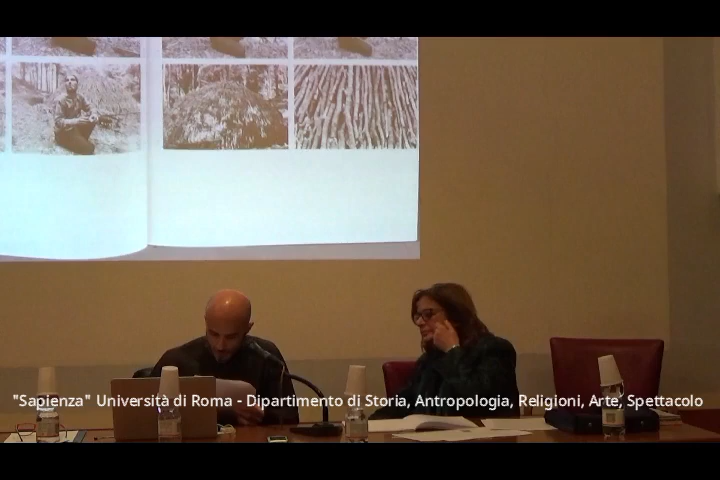 "Sapienza" Università di Roma - Dipartimento di Storia, Antropologia, Religioni, Arte, Spettacolo